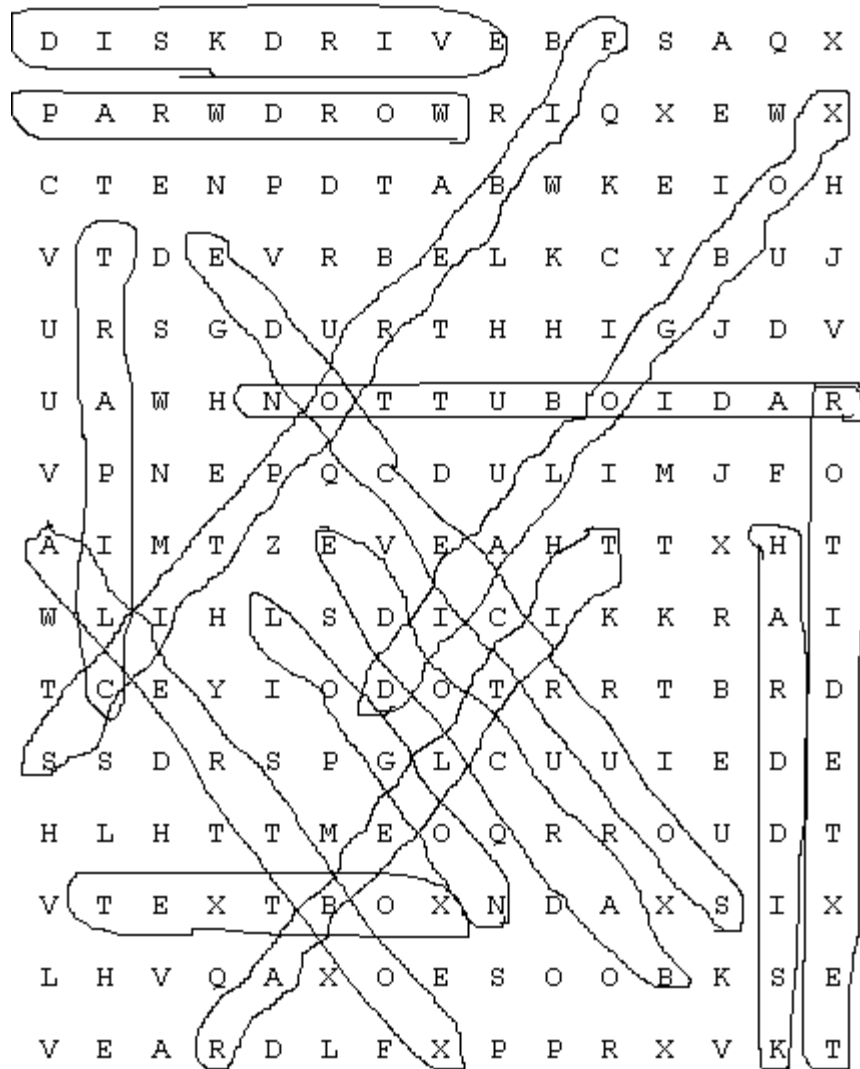 D I S K D R I V E B F S A Q X
P A R W D R O W R I Q X E W X
C T E N P D T A B W K E I O H
V T D E V R B E L K C Y B U J
U R S G D U R T H H I G J D V
U A W H N O T T U B O I D A R
V P N E P Q C D U L I M J F O
A I M T Z E V E A H T T X H T
W L I H L S D I C I K K R A I
T C E Y I O D O T R R T B R D
S S D R S P G L C U U I E D E
H L H T T M E O Q R R O U D T
V T E X T B O X N D A X S I X
L H V Q A X O E S O O B K S E
V E A R D L F X P P R X V K T